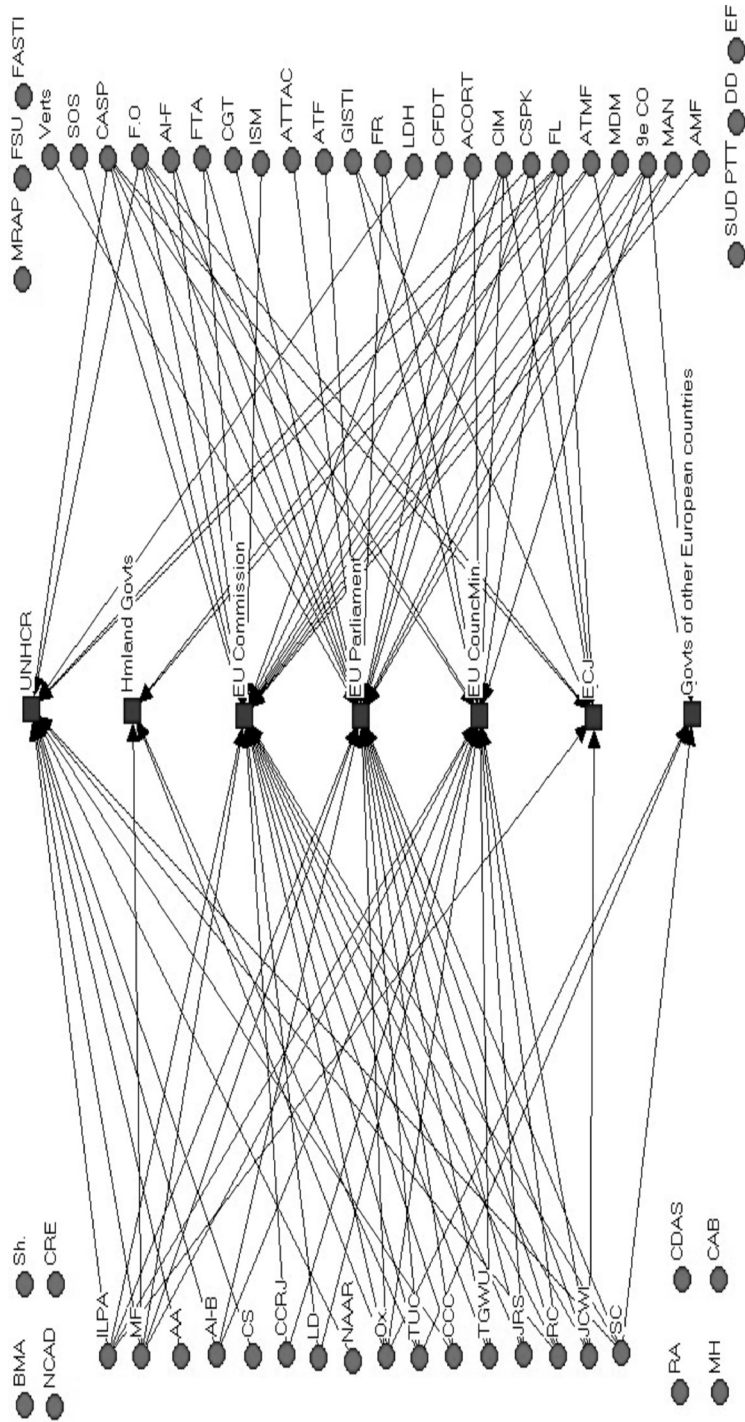 MRAP
FSU
FASTI
Verts
SOS
CASP
F.O
AI-F
FTA
CGT
ISM
ATTAC
ATF
GISTI
FR
LDH
CFDT
ACORT
CIM
CSPK
FL
ATMF
MDM
9e CO
MAN
AMF
SUD PTT
DD
EF
UNHCR
Hmland Govts
EU Commission
EU Parliament
EU CouncMin.
ECJ
Govts of other European countries
BMA
Sh.
NCAD
CRE
ILPA
MF
AA
AI-B
CS
CCRJ
LD
NAAR
Ox.
TUC
CCC
TGWU
JRS
RC
JCWI
SC
RA
CDAS
MH
CAB